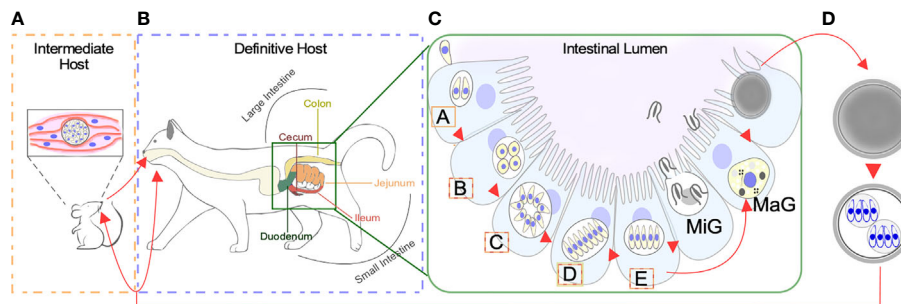 A
B
C
D
Intermediate
Host
Definitive Host
Intestinal Lumen
Large Intestine
Colon
Cecum
Jejunum
Ileum
Duodenum
Small Intestine
A
B
C
D
E
MiG
MaG